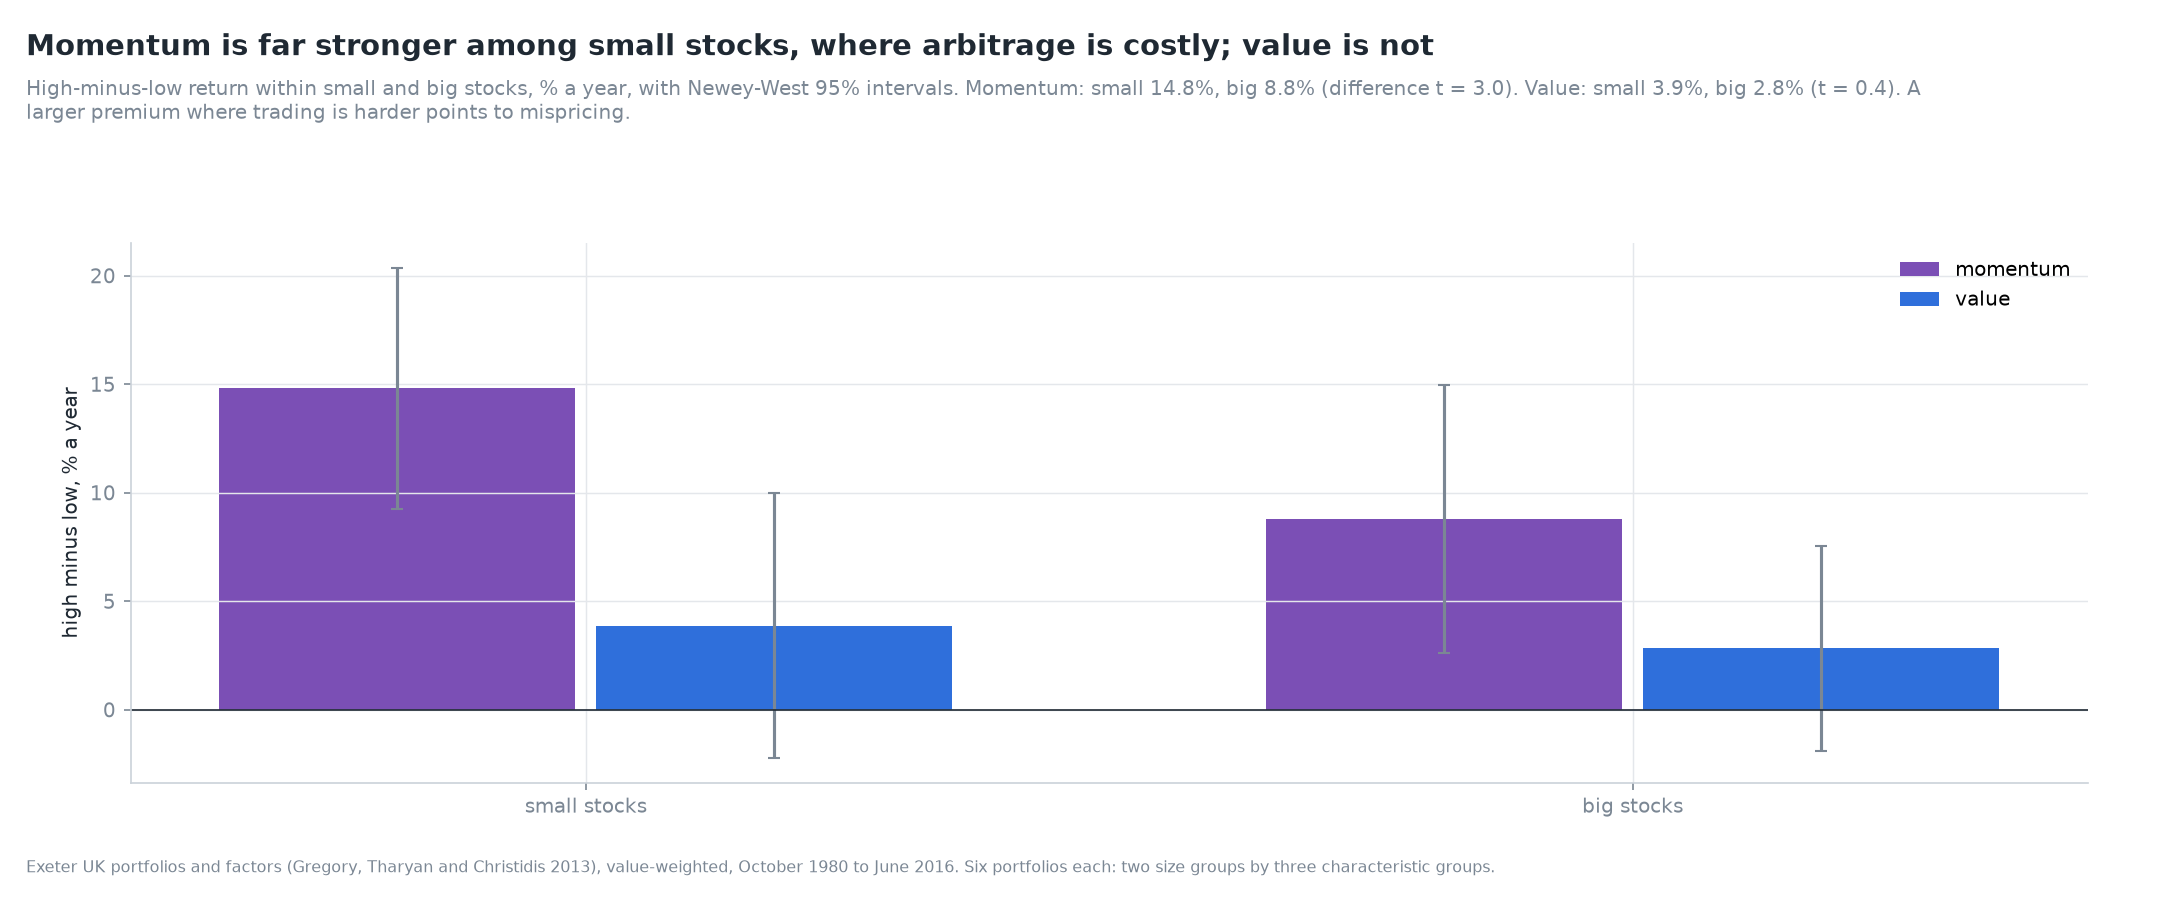 Momentum is far stronger among small stocks, where arbitrage is costly; value is not
High-minus-low return within small and big stocks, % a year, with Newey-West 95% intervals. Momentum: small 14.8%, big 8.8% (difference t = 3.0). Value: small 3.9%, big 2.8% (t = 0.4). A
larger premium where trading is harder points to mispricing.
momentum
value
high minus low, % a year
20
15
10
5
0
small stocks
big stocks
Exeter UK portfolios and factors (Gregory, Tharyan and Christidis 2013), value-weighted, October 1980 to June 2016. Six portfolios each: two size groups by three characteristic groups.